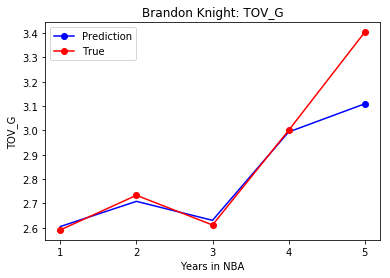 Brandon Knight: TOV_G
Prediction
True
TOV_G
3.4
3.3
3.2
3.1
3.0
2.9
2.8
2.7
2.6
1 2 3 4 5
Years in NBA